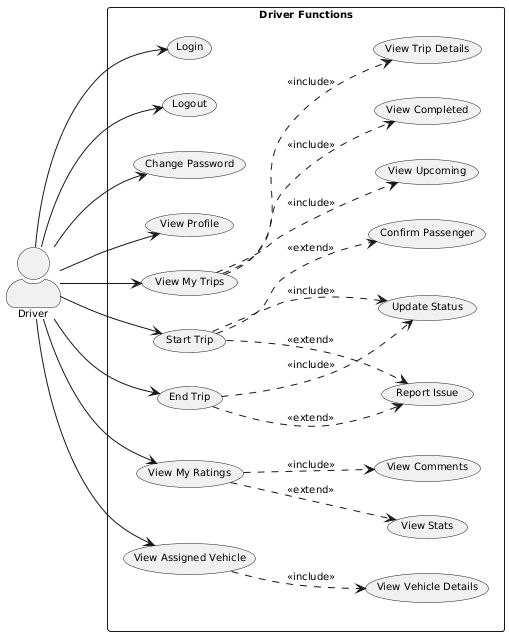 Driver Functions
Login
View Trip Details
«include»
Logout
View Completed
«include»
Change Password
View Upcoming
«include»
View Profile
Confirm Passenger
«extend»
View My Trips
Driver
«include»
Update Status
Start Trip
«extend»
«include»
End Trip
Report Issue
«extend»
View My Ratings
«include»
View Comments
«extend»
View Stats
View Assigned Vehicle
«include»
View Vehicle Details